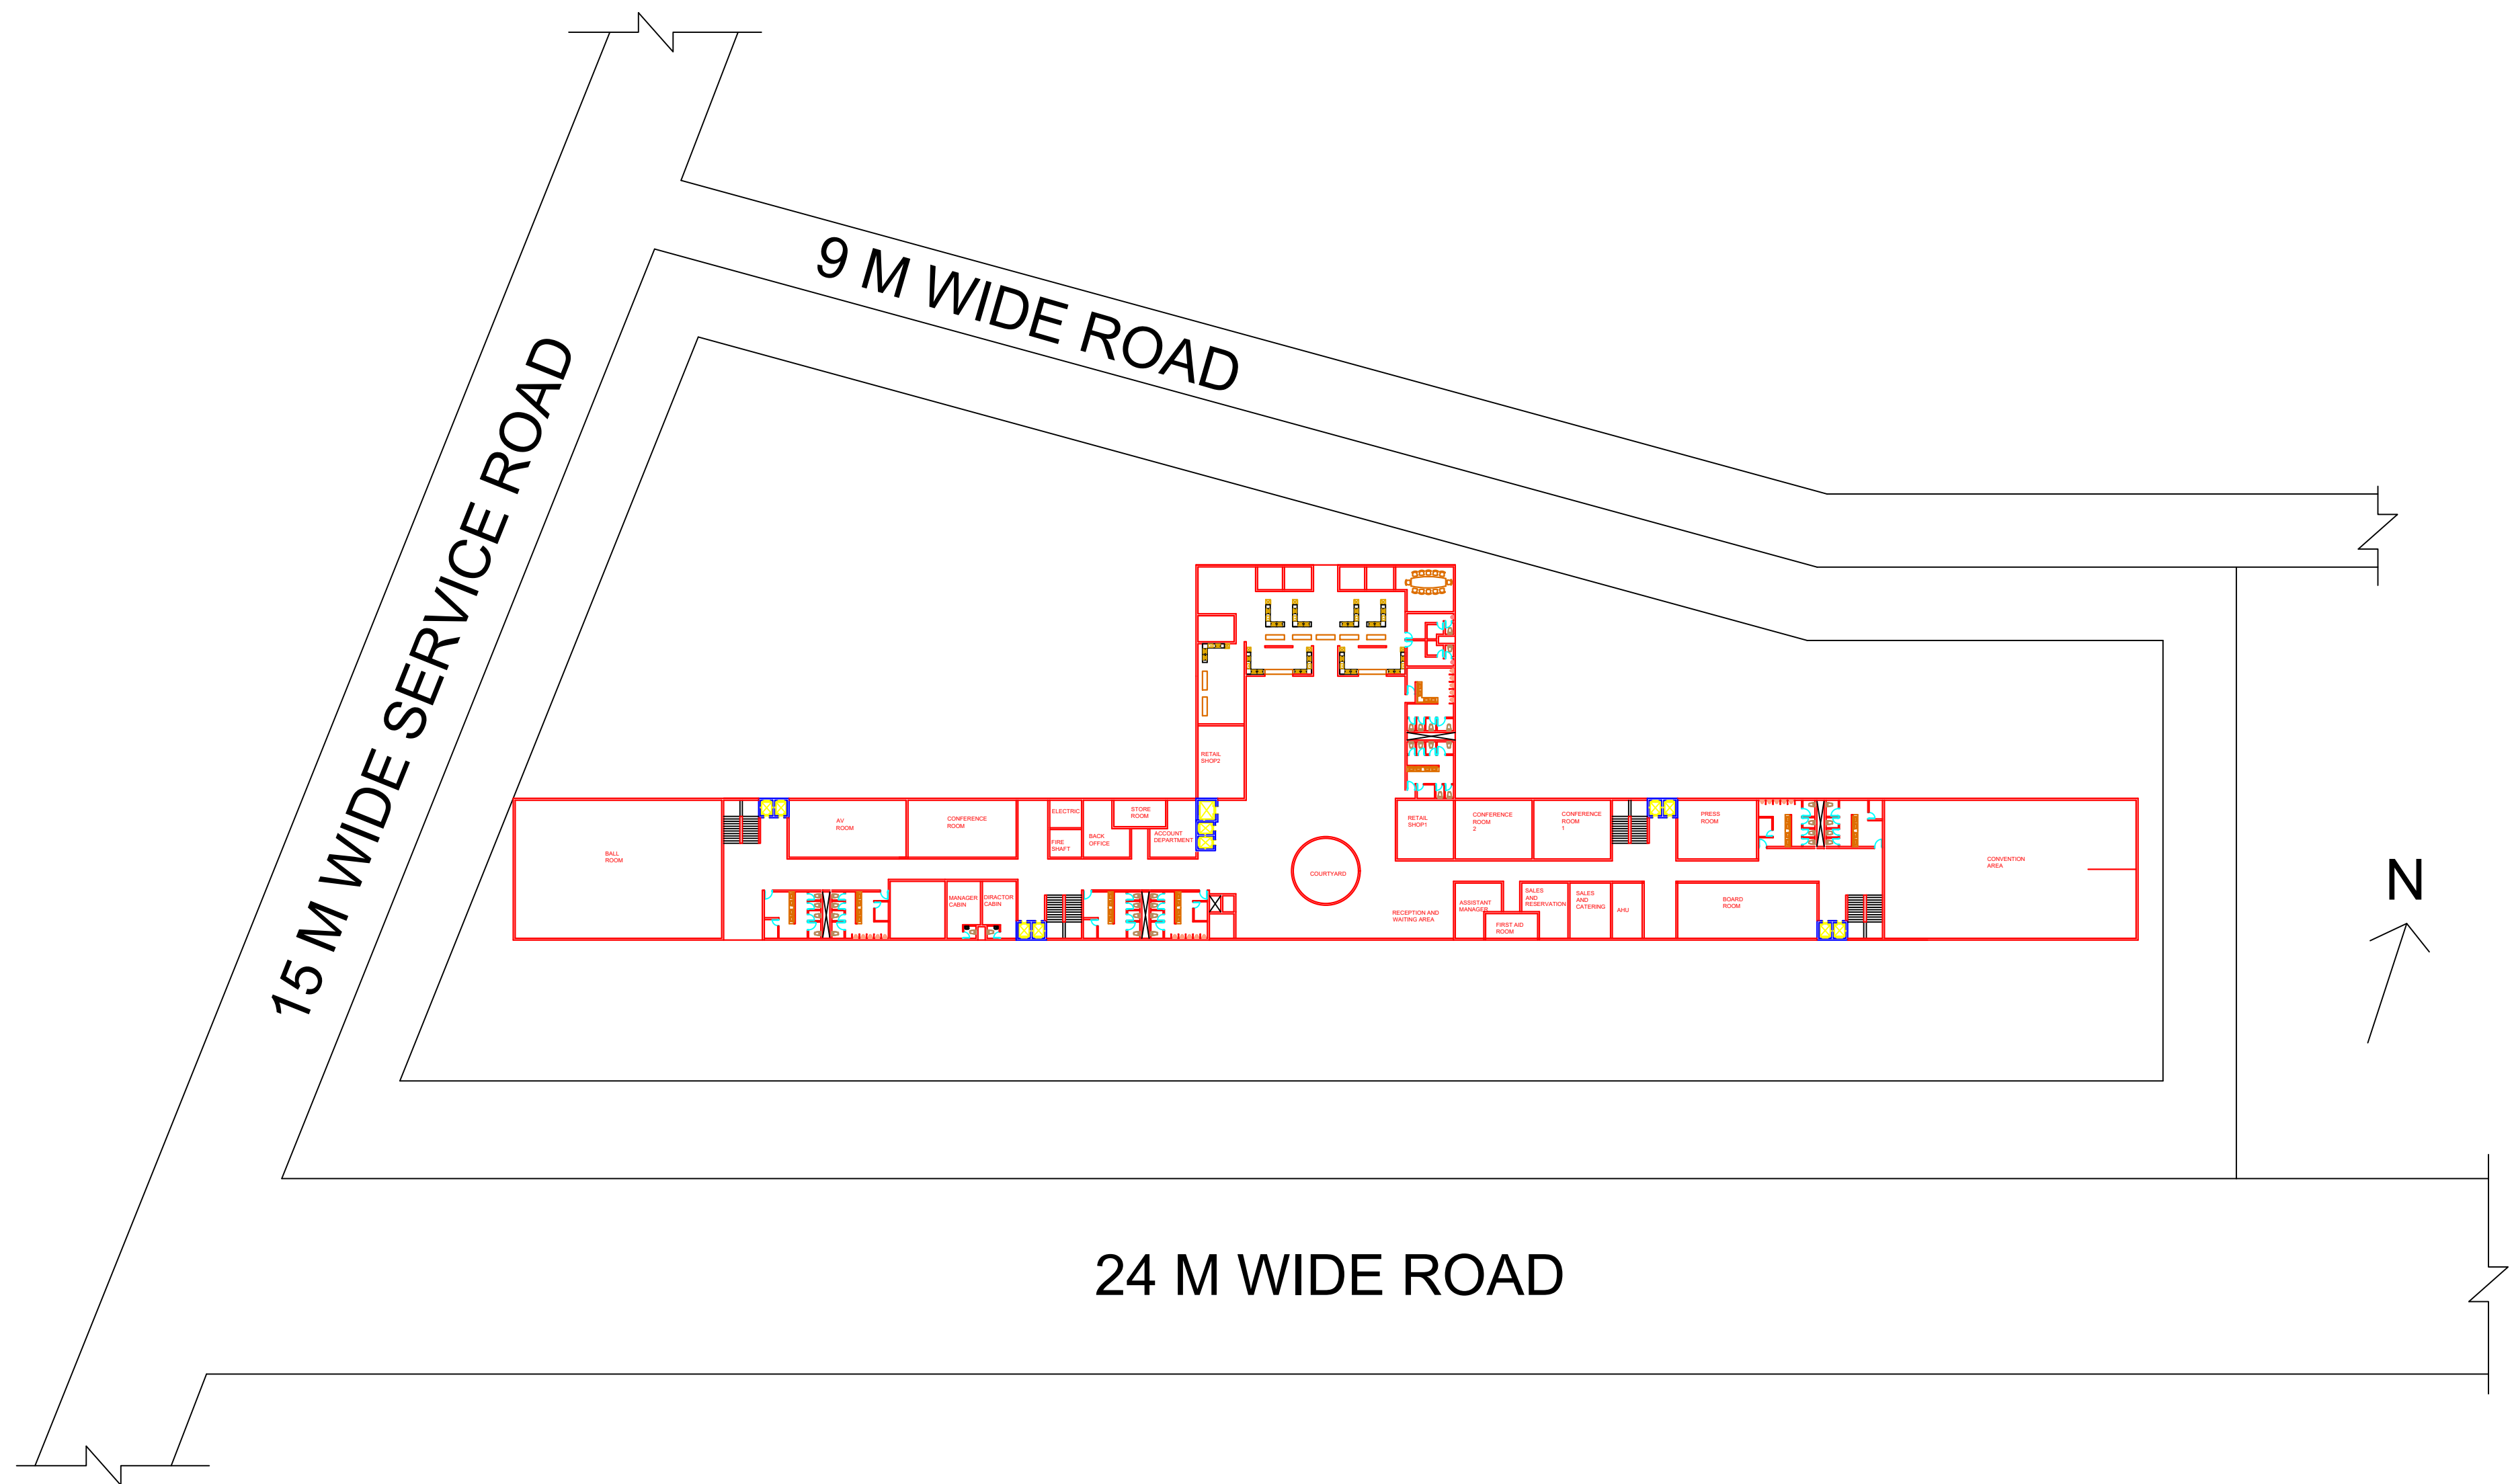 9 M WIDE ROAD
15 M WIDE SERVICE ROAD
RETAIL
SHOP2
BALL
ROOM
AV
ROOM
CONFERENCE
ROOM
ELECTRIC
FIRE
SHAFT
BACK
OFFICE
STORE
ROOM
ACCOUNT
DEPARTMENT
MANAGER
CABIN
DIRACTOR
CABIN
COURTYARD
RECEPTION AND
WAITING AREA
RETAIL
SHOP1
CONFERENCE
ROOM
2
CONFERENCE
ROOM
1
PRESS
ROOM
ASSISTANT
MANAGER
FIRST AID
ROOM
SALES
AND
RESERVATION
SALES
AND
CATERING
AHU
BOARD
ROOM
CONVENTION
AREA
N
24 M WIDE ROAD